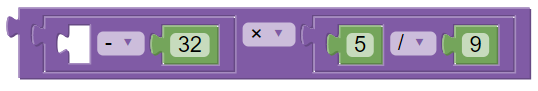 - ▾ 32 × ▾ 5 / ▾ 9